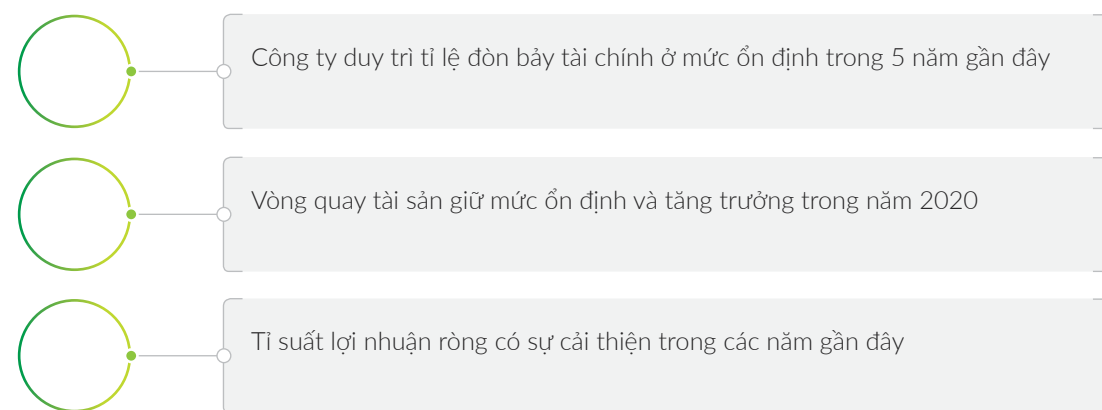 Công ty duy trì tỉ lệ đòn bảy tài chính ở mức ổn định trong 5 năm gần đây
Vòng quay tài sản giữ mức ổn định và tăng trưởng trong năm 2020
Tỉ suất lợi nhuận ròng có sự cải thiện trong các năm gần đây